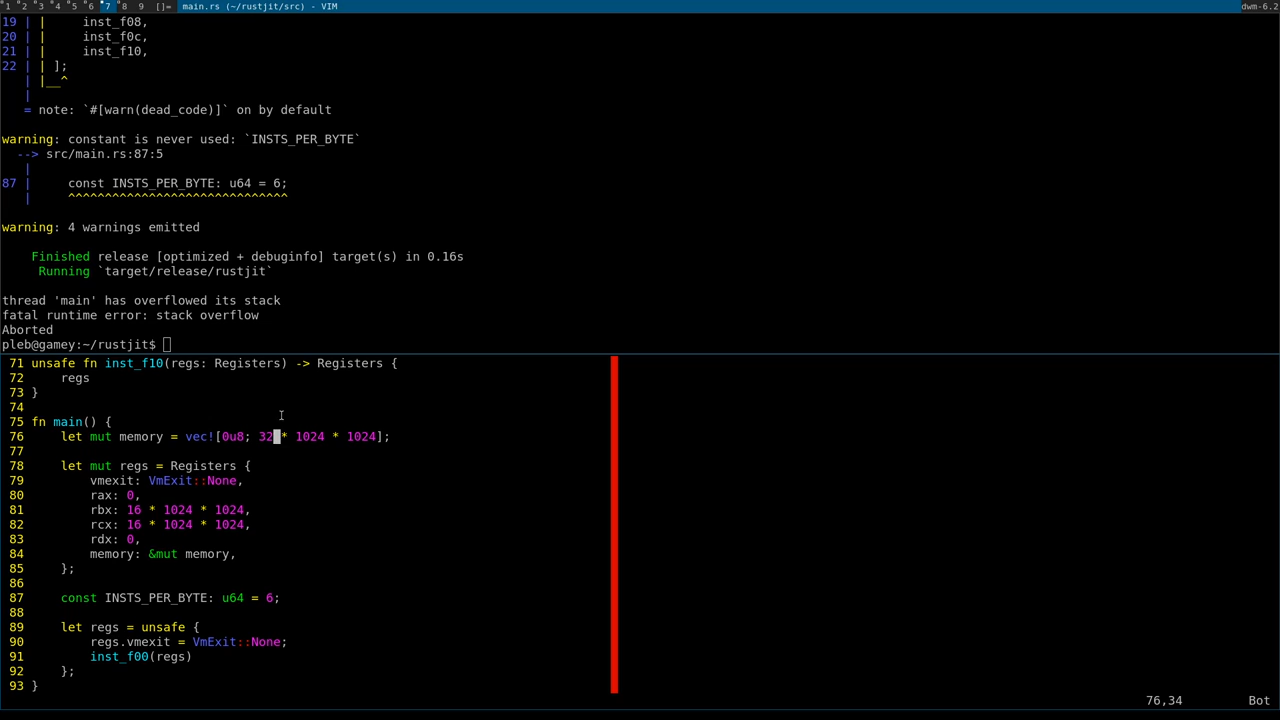 1 2 3 4 5 6 7 8 9 []= main.rs (~/rustjit/src) - VIM dwm-6.2
19 | |     inst_f08,
20 | |     inst_f0c,
21 | |     inst_f10,
22 | | ];
   | |__^
   |
   = note: `#[warn(dead_code)]` on by default
warning: constant is never used: `INSTS_PER_BYTE`
  --> src/main.rs:87:5
   |
87 |     const INSTS_PER_BYTE: u64 = 6;
   |     ^^^^^^^^^^^^^^^^^^^^^^^^^^^^^^
warning: 4 warnings emitted
    Finished release [optimized + debuginfo] target(s) in 0.16s
     Running `target/release/rustjit`
thread 'main' has overflowed its stack
fatal runtime error: stack overflow
Aborted
pleb@gamey:~/rustjit$
71 unsafe fn inst_f10(regs: Registers) -> Registers {
72     regs
73 }
74
75 fn main() {
76     let mut memory = vec![0u8; 32 * 1024 * 1024];
77
78     let mut regs = Registers {
79         vmexit: VmExit::None,
80         rax: 0,
81         rbx: 16 * 1024 * 1024,
82         rcx: 16 * 1024 * 1024,
83         rdx: 0,
84         memory: &mut memory,
85     };
86
87     const INSTS_PER_BYTE: u64 = 6;
88
89     let regs = unsafe {
90         regs.vmexit = VmExit::None;
91         inst_f00(regs)
92     };
93 }
76,34 Bot